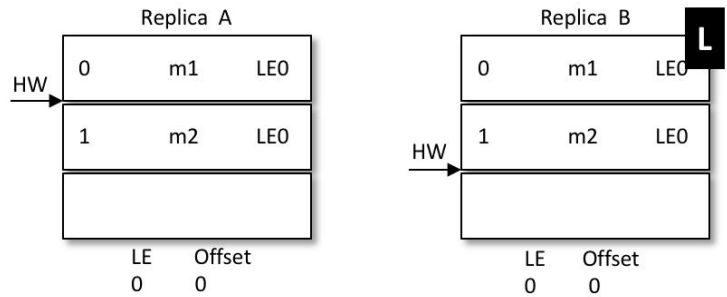 Replica A
0 m1 LE0
HW
1 m2 LE0
LE Offset
0 0
Replica B
L
0 m1 LE0
1 m2 LE0
HW
LE Offset
0 0